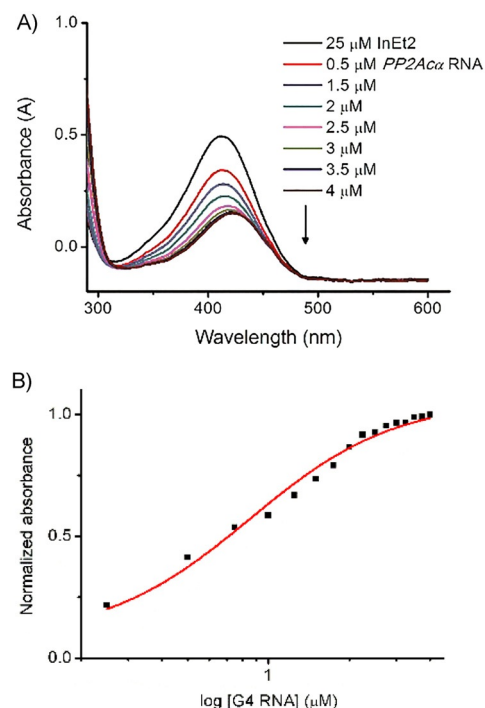 A)
25 μM InEt2
0.5 μM PP2Acα RNA
1.5 μM
2 μM
2.5 μM
3 μM
3.5 μM
4 μM
1.0
0.5
0.0
Absorbance (A)
300 400 500 600
Wavelength (nm)
B)
1.0
0.5
0.0
Normalized absorbance
1
log [G4 RNA] (μM)